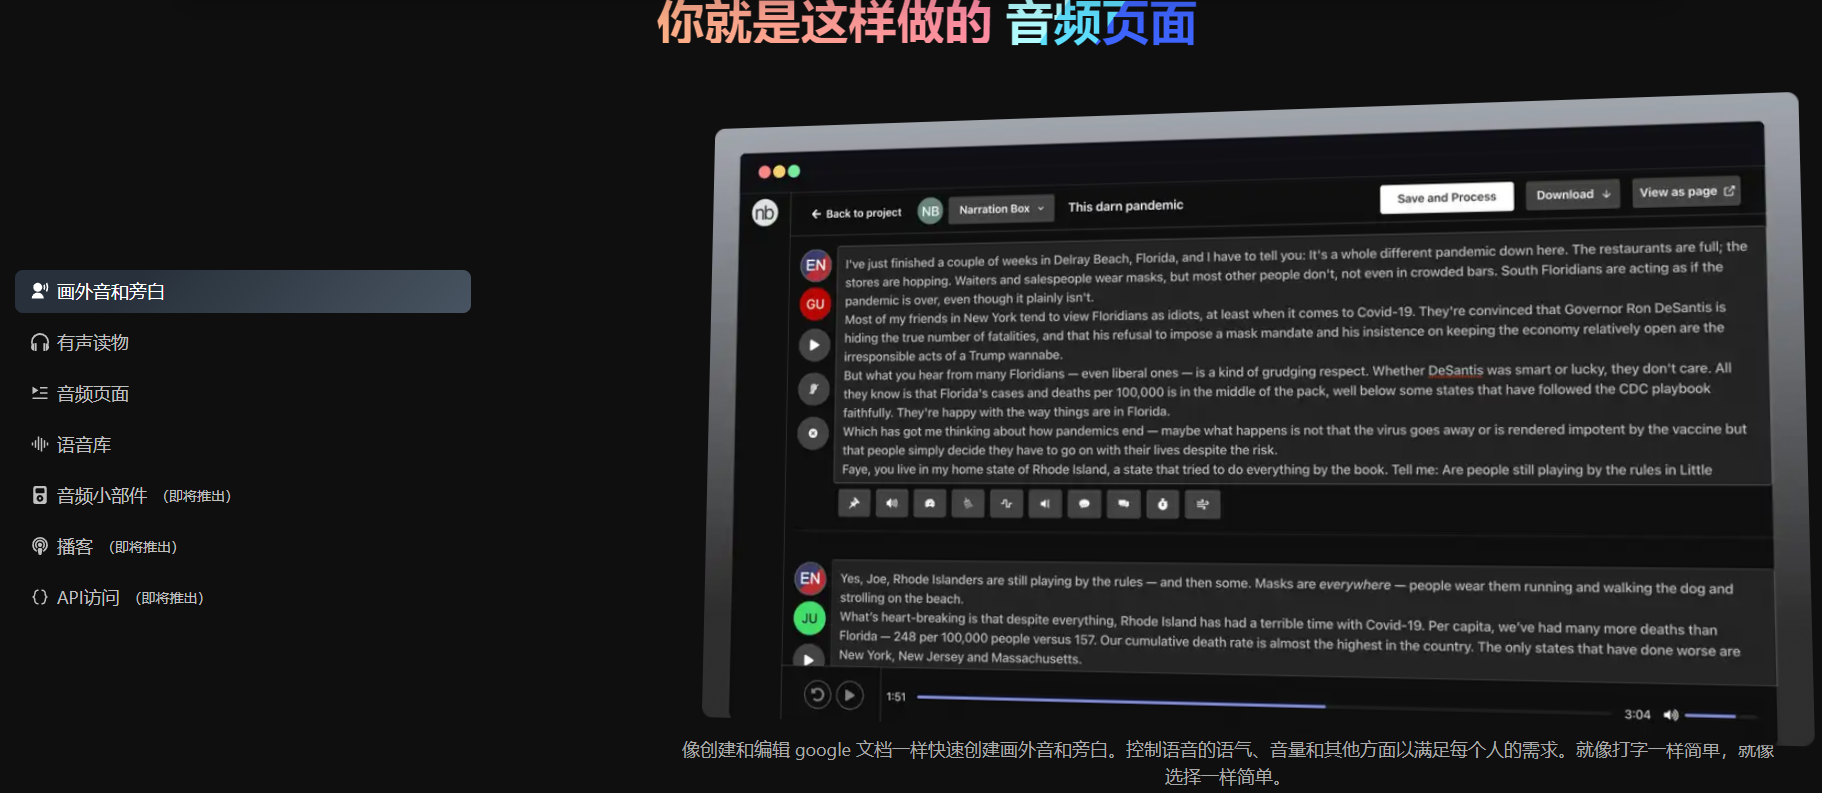 你就是这样做的 音频页面
画外音和旁白
有声读物
音频页面
语音库
音频小部件 （即将推出）
播客 （即将推出）
API访问 （即将推出）
nb
Back to project
NB
Narration Box
This darn pandemic
Save and Process
Download
View as page
EN
GU
I've just finished a couple of weeks in Delray Beach, Florida, and I have to tell you: It's a whole different pandemic down here. The restaurants are full; the
stores are hopping. Waiters and salespeople wear masks, but most other people don't, not even in crowded bars. South Floridians are acting as if the
pandemic is over, even though it plainly isn't.
Most of my friends in New York tend to view Floridians as idiots, at least when it comes to Covid-19. They're convinced that Governor Ron DeSantis is
hiding the true number of fatalities, and that his refusal to impose a mask mandate and his insistence on keeping the economy relatively open are the
irresponsible acts of a Trump wannabe.
But what you hear from many Floridians — even liberal ones — is a kind of grudging respect. Whether DeSantis was smart or lucky, they don't care. All
they know is that Florida's cases and deaths per 100,000 is in the middle of the pack, well below some states that have followed the CDC playbook
faithfully. They're happy with the way things are in Florida.
Which has got me thinking about how pandemics end — maybe what happens is not that the virus goes away or is rendered impotent by the vaccine but
that people simply decide they have to go on with their lives despite the risk.
Faye, you live in my home state of Rhode Island, a state that tried to do everything by the book. Tell me: Are people still playing by the rules in Little
EN
JU
Yes, Joe, Rhode Islanders are still playing by the rules — and then some. Masks are everywhere — people wear them running and walking the dog and
strolling on the beach.
What's heart-breaking is that despite everything, Rhode Island has had a terrible time with Covid-19. Per capita, we've had many more deaths than
Florida — 248 per 100,000 people versus 157. Our cumulative death rate is almost the highest in the country. The only states that have done worse are
New York, New Jersey and Massachusetts.
1:51
3:04
像创建和编辑 google 文档一样快速创建画外音和旁白。控制语音的语气、音量和其他方面以满足每个人的需求。就像打字一样简单，就像
选择一样简单。